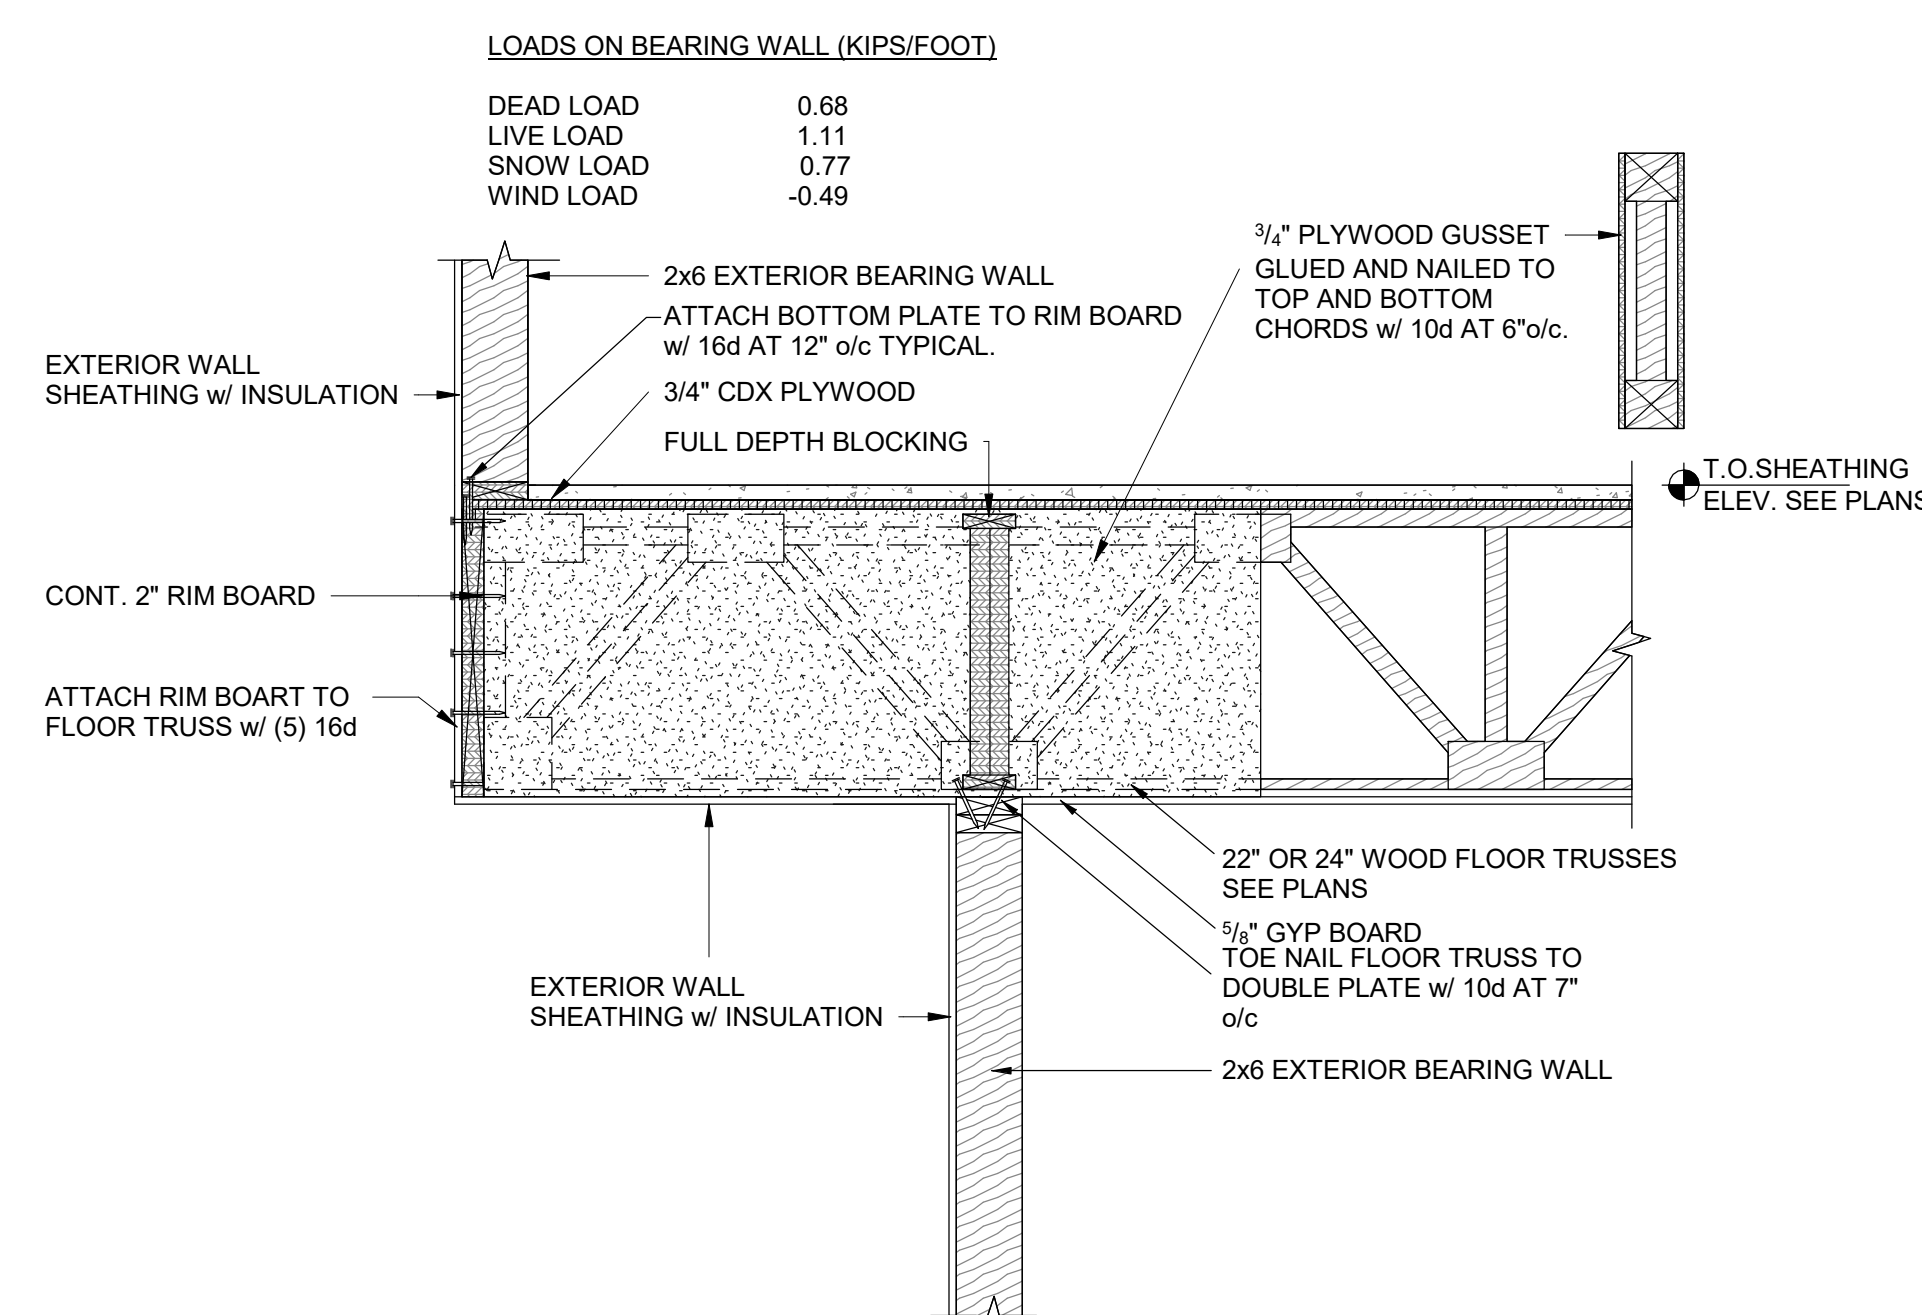 LOADS ON BEARING WALL (KIPS/FOOT)
DEAD LOAD 0.68
LIVE LOAD 1.11
SNOW LOAD 0.77
WIND LOAD -0.49
3/4" PLYWOOD GUSSET
GLUED AND NAILED TO
TOP AND BOTTOM
CHORDS w/ 10d AT 6"o/c.
2x6 EXTERIOR BEARING WALL
ATTACH BOTTOM PLATE TO RIM BOARD
w/ 16d AT 12" o/c TYPICAL.
EXTERIOR WALL
SHEATHING w/ INSULATION
3/4" CDX PLYWOOD
FULL DEPTH BLOCKING
T.O.SHEATHING
ELEV. SEE PLANS
CONT. 2" RIM BOARD
ATTACH RIM BOART TO
FLOOR TRUSS w/ (5) 16d
22" OR 24" WOOD FLOOR TRUSSES
SEE PLANS
5/8" GYP BOARD
TOE NAIL FLOOR TRUSS TO
DOUBLE PLATE w/ 10d AT 7"
o/c
EXTERIOR WALL
SHEATHING w/ INSULATION
2x6 EXTERIOR BEARING WALL